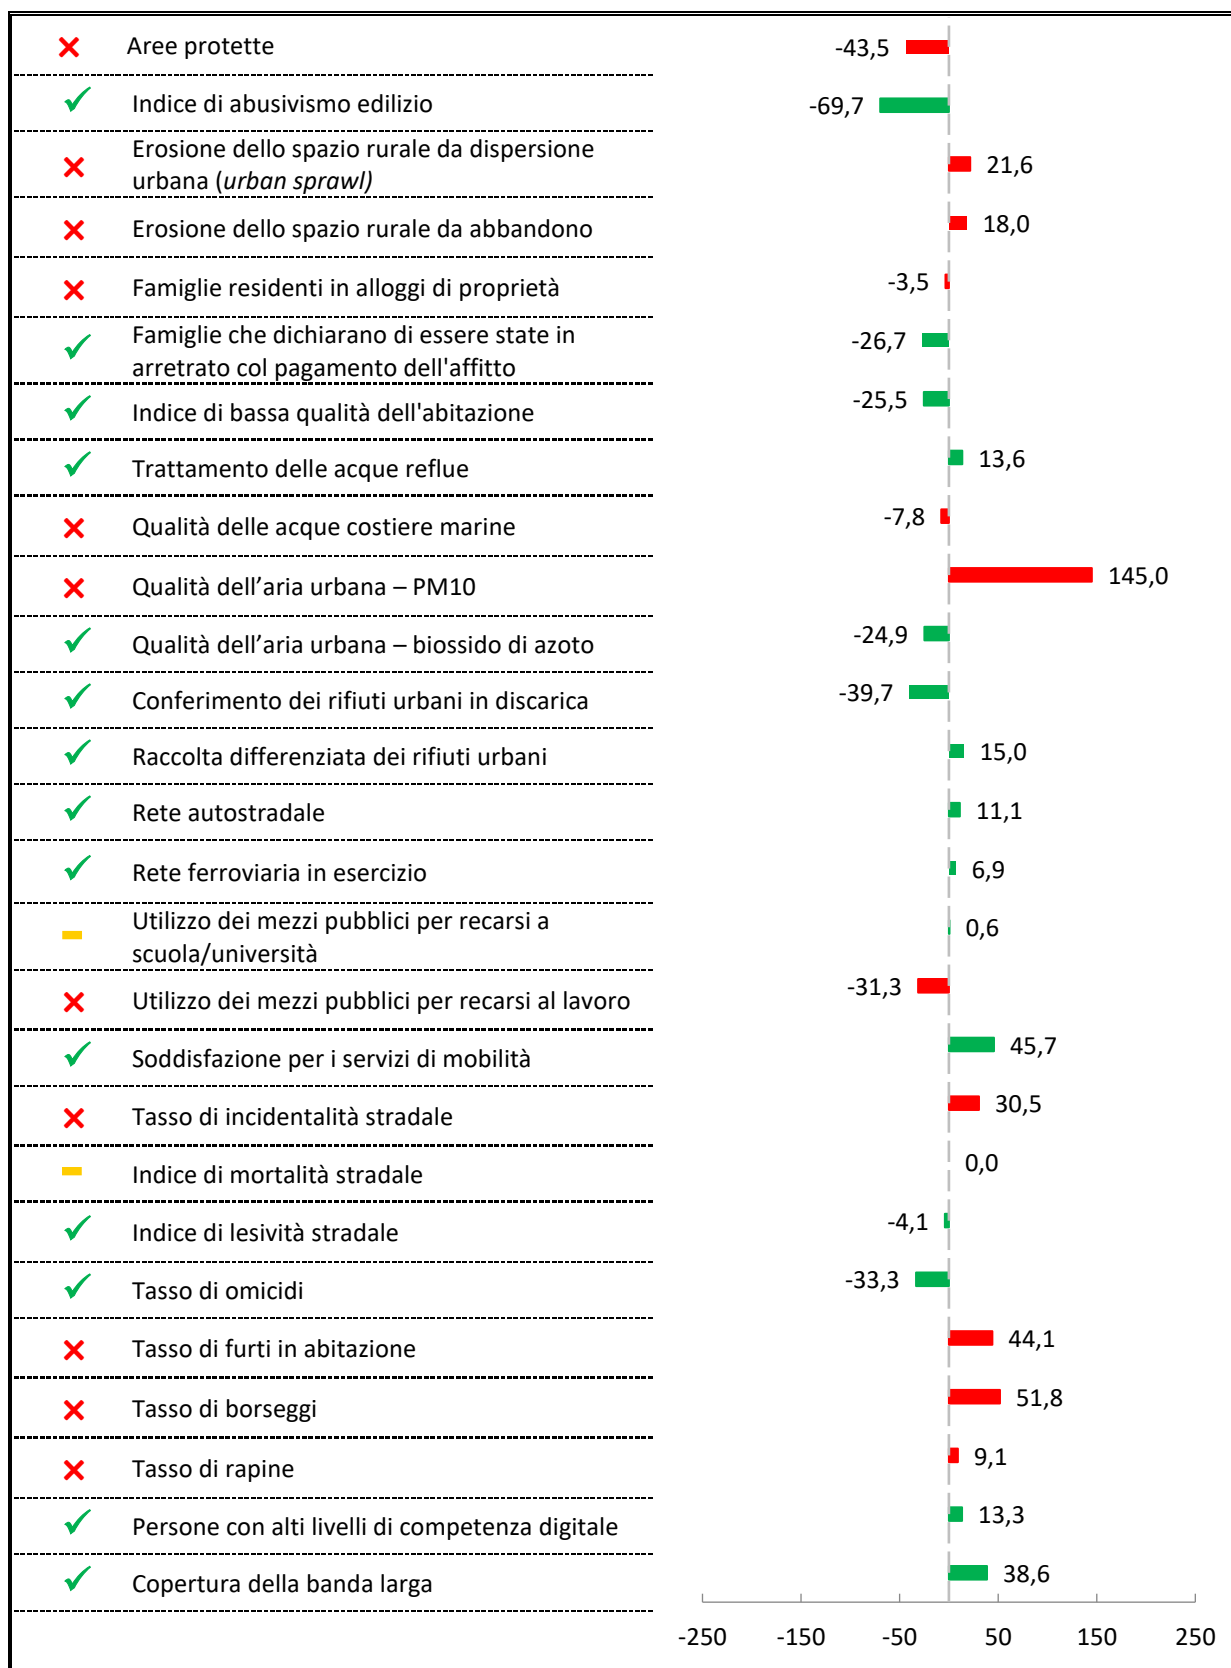 Aree protette
-43,5
Indice di abusivismo edilizio
-69,7
Erosione dello spazio rurale da dispersione
urbana (urban sprawl)
21,6
Erosione dello spazio rurale da abbandono
18,0
Famiglie residenti in alloggi di proprietà
-3,5
Famiglie che dichiarano di essere state in
arretrato col pagamento dell'affitto
-26,7
Indice di bassa qualità dell'abitazione
-25,5
Trattamento delle acque reflue
13,6
Qualità delle acque costiere marine
-7,8
Qualità dell’aria urbana – PM10
145,0
Qualità dell’aria urbana – biossido di azoto
-24,9
Conferimento dei rifiuti urbani in discarica
-39,7
Raccolta differenziata dei rifiuti urbani
15,0
Rete autostradale
11,1
Rete ferroviaria in esercizio
6,9
Utilizzo dei mezzi pubblici per recarsi a
scuola/università
0,6
Utilizzo dei mezzi pubblici per recarsi al lavoro
-31,3
Soddisfazione per i servizi di mobilità
45,7
Tasso di incidentalità stradale
30,5
Indice di mortalità stradale
0,0
Indice di lesività stradale
-4,1
Tasso di omicidi
-33,3
Tasso di furti in abitazione
44,1
Tasso di borseggi
51,8
Tasso di rapine
9,1
Persone con alti livelli di competenza digitale
13,3
Copertura della banda larga
38,6
-250 -150 -50 50 150 250